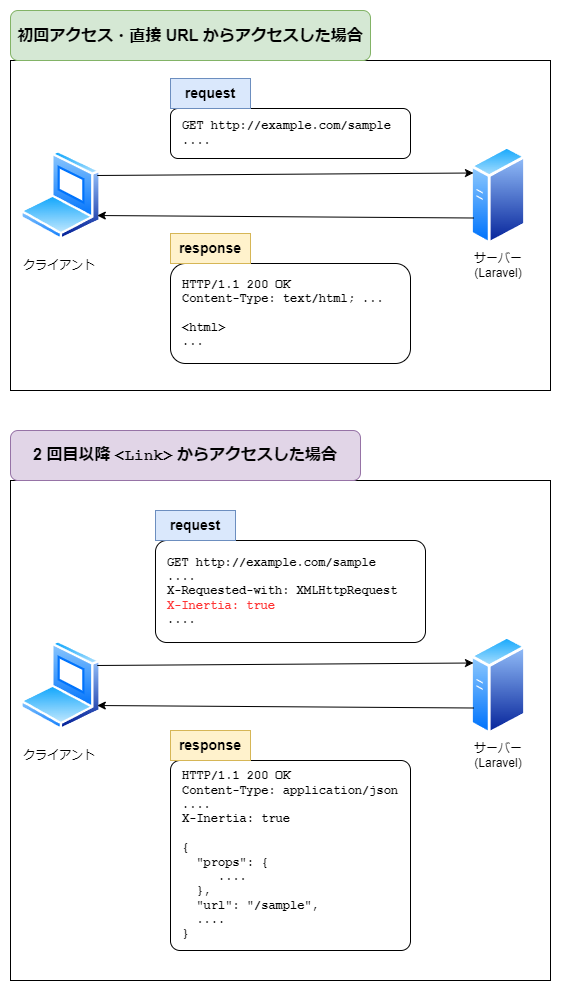 初回アクセス・直接 URL からアクセスした場合
request
GET http://example.com/sample
....
クライアント
サーバー
(Laravel)
response
HTTP/1.1 200 OK
Content-Type: text/html; ...
<html>
...
2 回目以降 <Link> からアクセスした場合
request
GET http://example.com/sample
....
X-Requested-with: XMLHttpRequest
X-Inertia: true
....
クライアント
サーバー
(Laravel)
response
HTTP/1.1 200 OK
Content-Type: application/json
....
X-Inertia: true
{
"props": {
....
},
"url": "/sample",
....
}